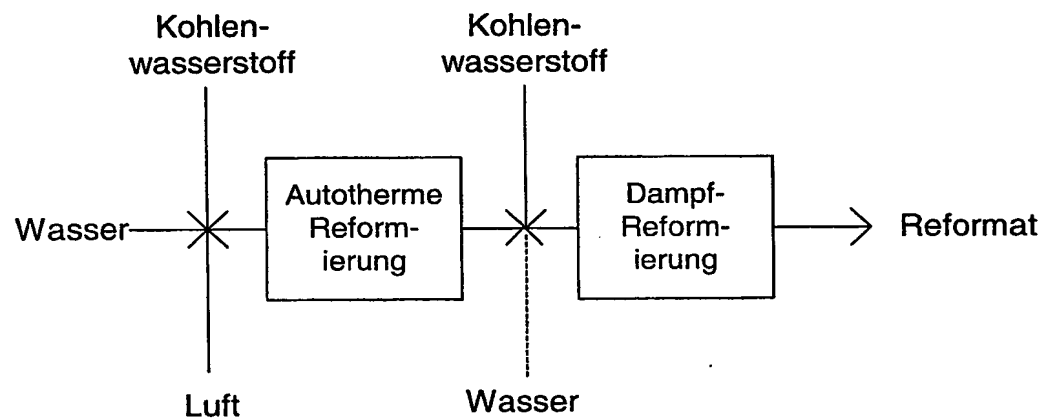 Kohlen-
wasserstoff
Kohlen-
wasserstoff
Wasser
Autotherme
Reform-
ierung
Dampf-
Reform-
ierung
Reformat
Luft
Wasser